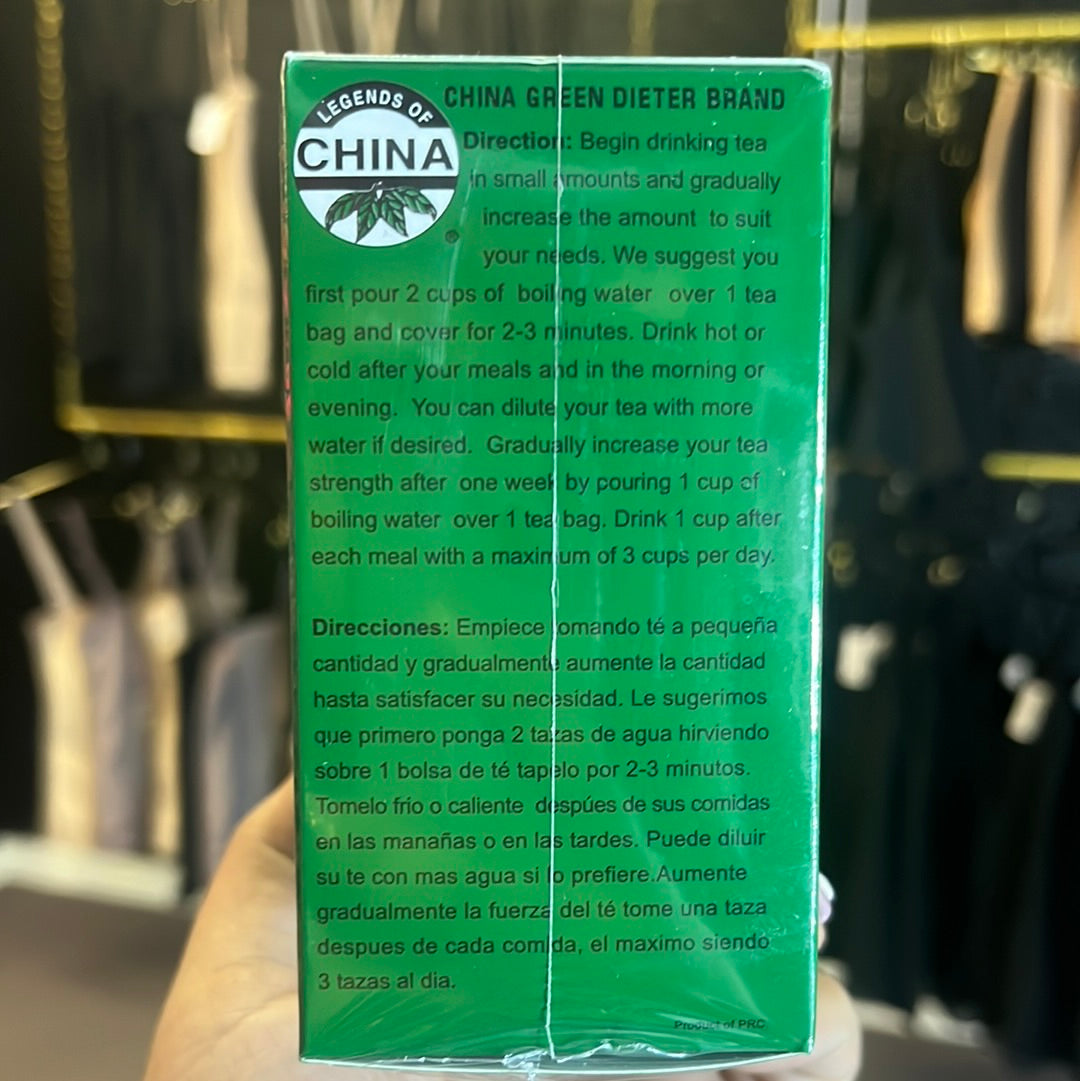 LEGENDS OF
CHINA
®
CHINA GREEN DIETER BRAND
Direction: Begin drinking tea
in small amounts and gradually
increase the amount to suit
your needs. We suggest you
first pour 2 cups of boiling water over 1 tea
bag and cover for 2-3 minutes. Drink hot or
cold after your meals and in the morning or
evening. You can dilute your tea with more
water if desired. Gradually increase your tea
strength after one week by pouring 1 cup of
boiling water over 1 tea bag. Drink 1 cup after
each meal with a maximum of 3 cups per day.
Direcciones: Empiece tomando té a pequeña
cantidad y gradualmente aumente la cantidad
hasta satisfacer su necesidad. Le sugerimos
que primero ponga 2 tazas de agua hirviendo
sobre 1 bolsa de té tapelo por 2-3 minutos.
Tomelo frío o caliente despúes de sus comidas
en las manañas o en las tardes. Puede diluir
su te con mas agua si lo prefiere.Aumente
gradualmente la fuerza del té tome una taza
despues de cada comida, el maximo siendo
3 tazas al dia.
Product of PRC